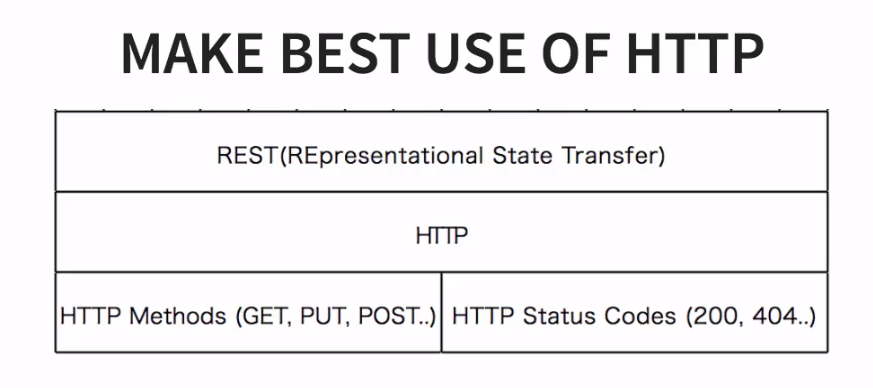 MAKE BEST USE OF HTTP
REST(REpresentational State Transfer)
HTTP
HTTP Methods (GET, PUT, POST..)
HTTP Status Codes (200, 404..)